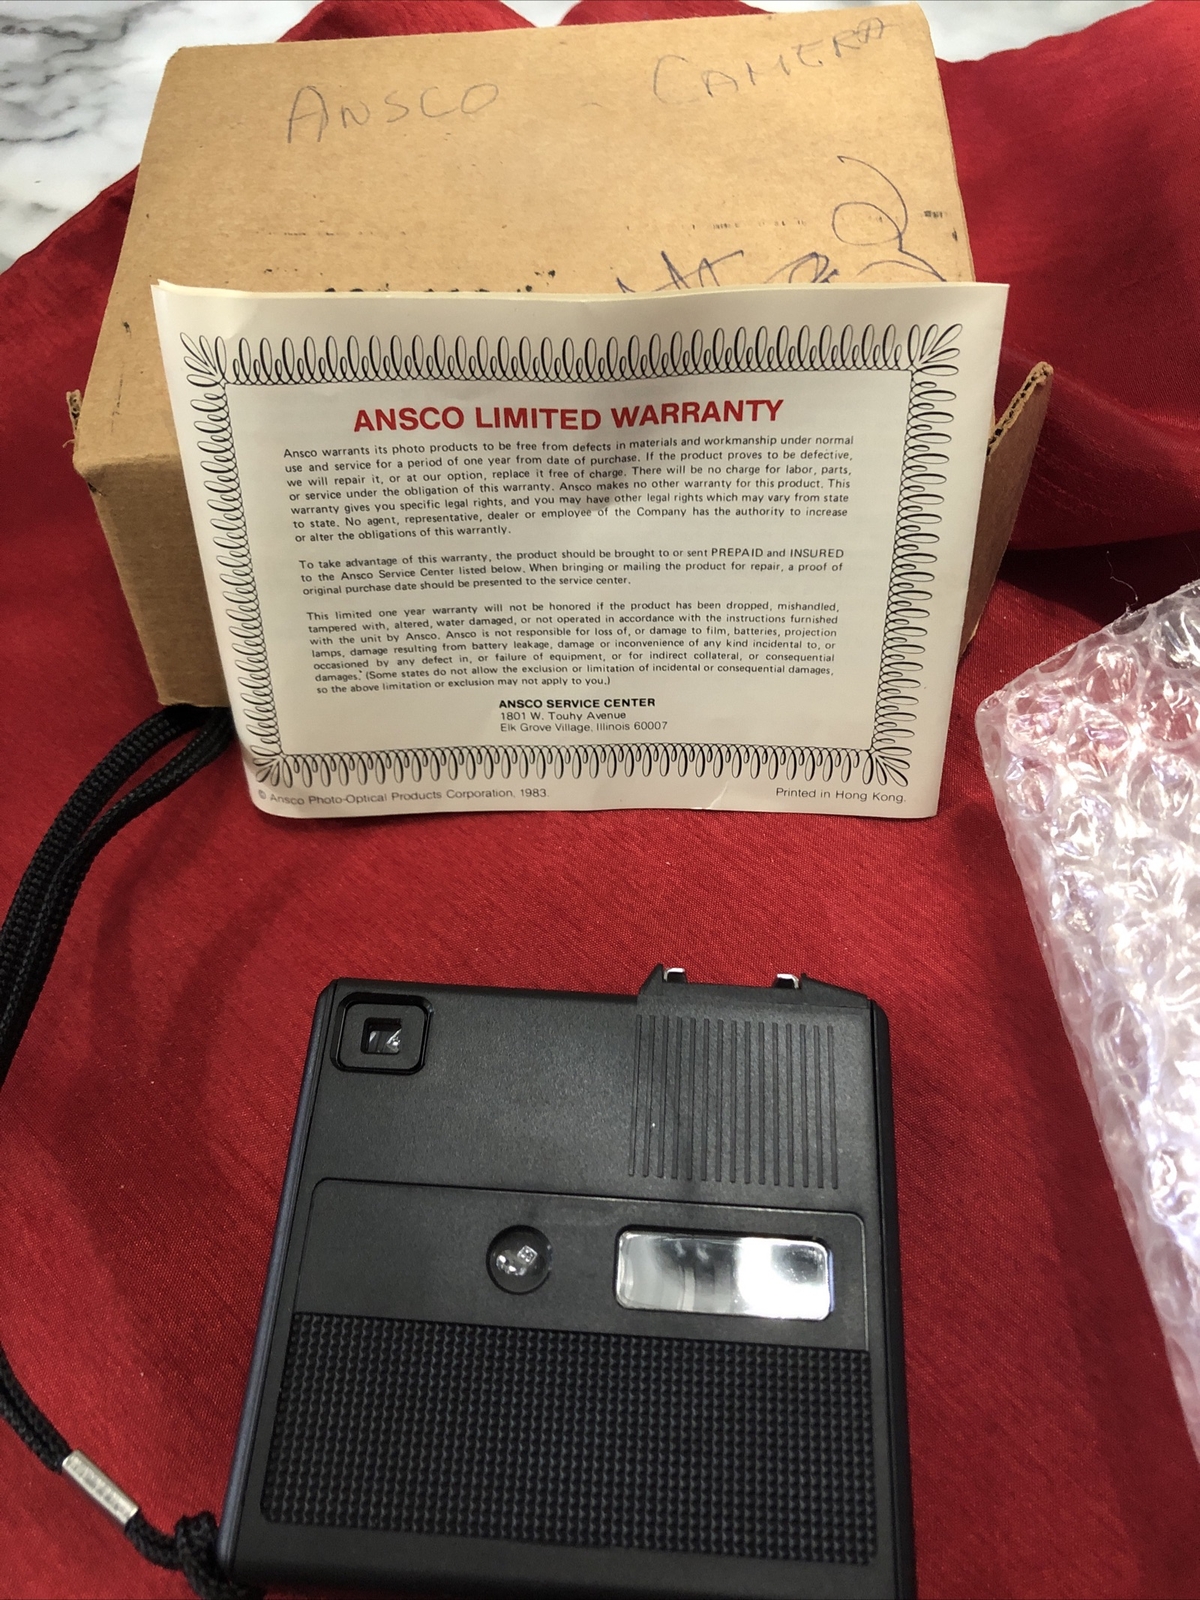 ANSCO - CAMERA
ANSCO LIMITED WARRANTY
Ansco warrants its photo products to be free from defects in materials and workmanship under normal
use and service for a period of one year from date of purchase. If the product proves to be defective,
we will repair it, or at our option, replace it free of charge. There will be no charge for labor, parts,
or service under the obligation of this warranty. Ansco makes no other warranty for this product. This
warranty gives you specific legal rights, and you may have other legal rights which may vary from state
to state. No agent, representative, dealer or employee of the Company has the authority to increase
or alter the obligations of this warrantly.
To take advantage of this warranty, the product should be brought to or sent PREPAID and INSURED
to the Ansco Service Center listed below. When bringing or mailing the product for repair, a proof of
original purchase date should be presented to the service center.
This limited one year warranty will not be honored if the product has been dropped, mishandled,
tampered with, altered, water damaged, or not operated in accordance with the instructions furnished
with the unit by Ansco. Ansco is not responsible for loss of, or damage to film, batteries, projection
lamps, damage resulting from battery leakage, damage or inconvenience of any kind incidental to, or
occasioned by any defect in, or failure of equipment, or for indirect collateral, or consequential
damages. (Some states do not allow the exclusion or limitation of incidental or consequential damages,
so the above limitation or exclusion may not apply to you.)
ANSCO SERVICE CENTER
1801 W. Touhy Avenue
Elk Grove Village, Illinois 60007
© Ansco Photo-Optical Products Corporation, 1983. Printed in Hong Kong.